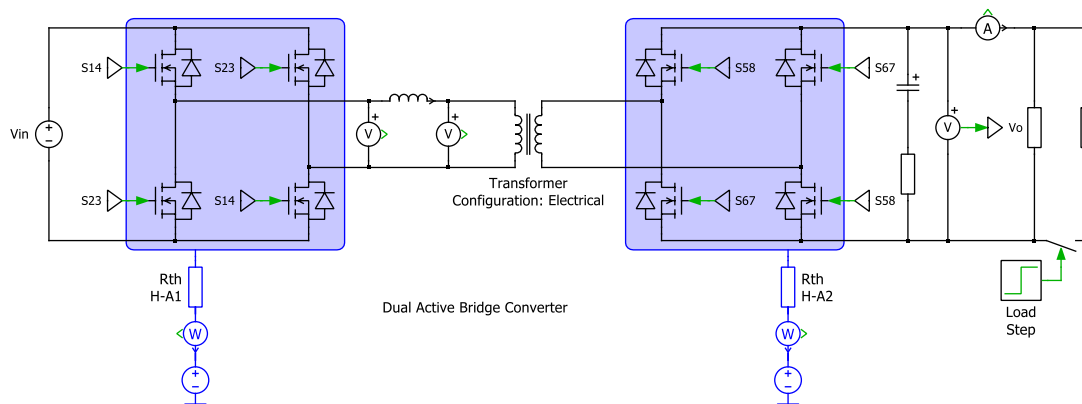 S14
S23
S58
S67
Vin
V
V
V
Vo
A
S23
S14
S67
S58
Transformer
Configuration: Electrical
Rth
H-A1
Rth
H-A2
Dual Active Bridge Converter
W
W
Load
Step